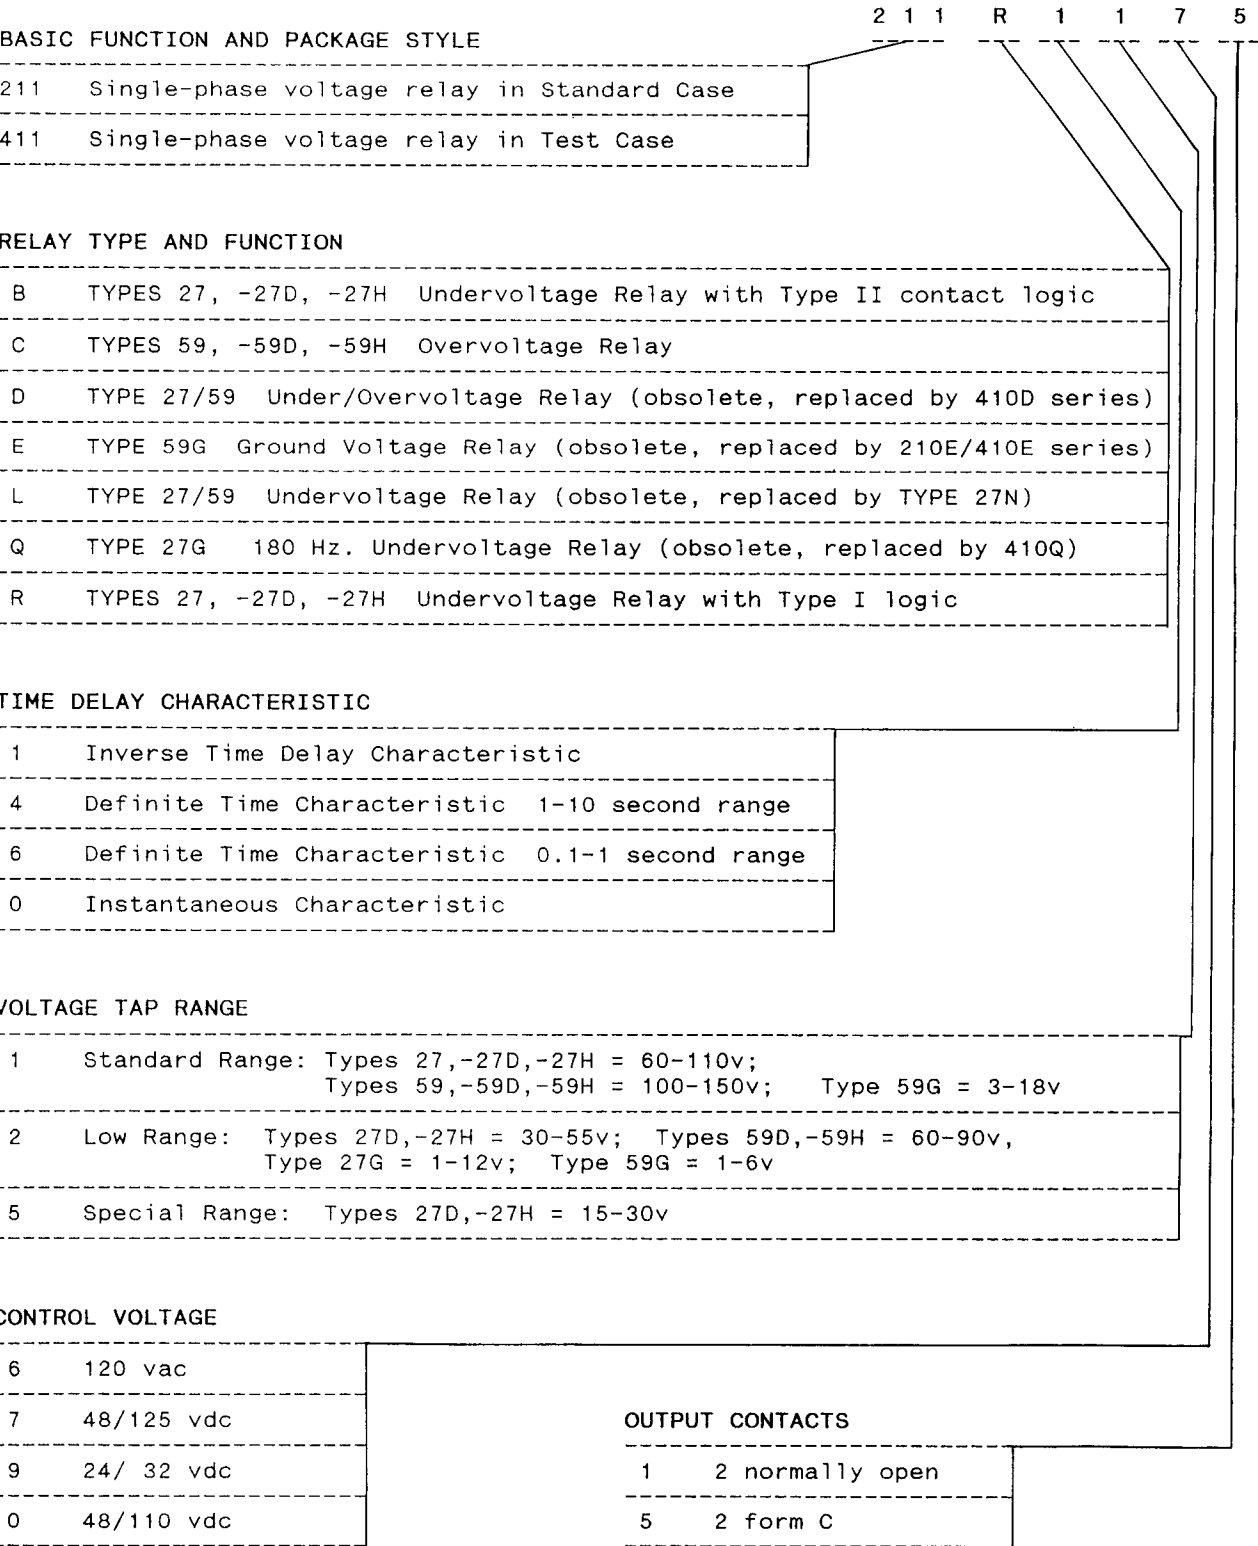 2 1 1 R 1 1 7 5
BASIC FUNCTION AND PACKAGE STYLE
211 Single-phase voltage relay in Standard Case
411 Single-phase voltage relay in Test Case
RELAY TYPE AND FUNCTION
B TYPES 27, -27D, -27H Undervoltage Relay with Type II contact logic
C TYPES 59, -59D, -59H Overvoltage Relay
D TYPE 27/59 Under/Overvoltage Relay (obsolete, replaced by 410D series)
E TYPE 59G Ground Voltage Relay (obsolete, replaced by 210E/410E series)
L TYPE 27/59 Undervoltage Relay (obsolete, replaced by TYPE 27N)
Q TYPE 27G 180 Hz. Undervoltage Relay (obsolete, replaced by 410Q)
R TYPES 27, -27D, -27H Undervoltage Relay with Type I logic
TIME DELAY CHARACTERISTIC
1 Inverse Time Delay Characteristic
4 Definite Time Characteristic 1-10 second range
6 Definite Time Characteristic 0.1-1 second range
0 Instantaneous Characteristic
VOLTAGE TAP RANGE
1 Standard Range: Types 27,-27D,-27H = 60-110v;
Types 59,-59D,-59H = 100-150v; Type 59G = 3-18v
2 Low Range: Types 27D,-27H = 30-55v; Types 59D,-59H = 60-90v,
Type 27G = 1-12v; Type 59G = 1-6v
5 Special Range: Types 27D,-27H = 15-30v
CONTROL VOLTAGE
6 120 vac
7 48/125 vdc
9 24/ 32 vdc
0 48/110 vdc
OUTPUT CONTACTS
1 2 normally open
5 2 form C